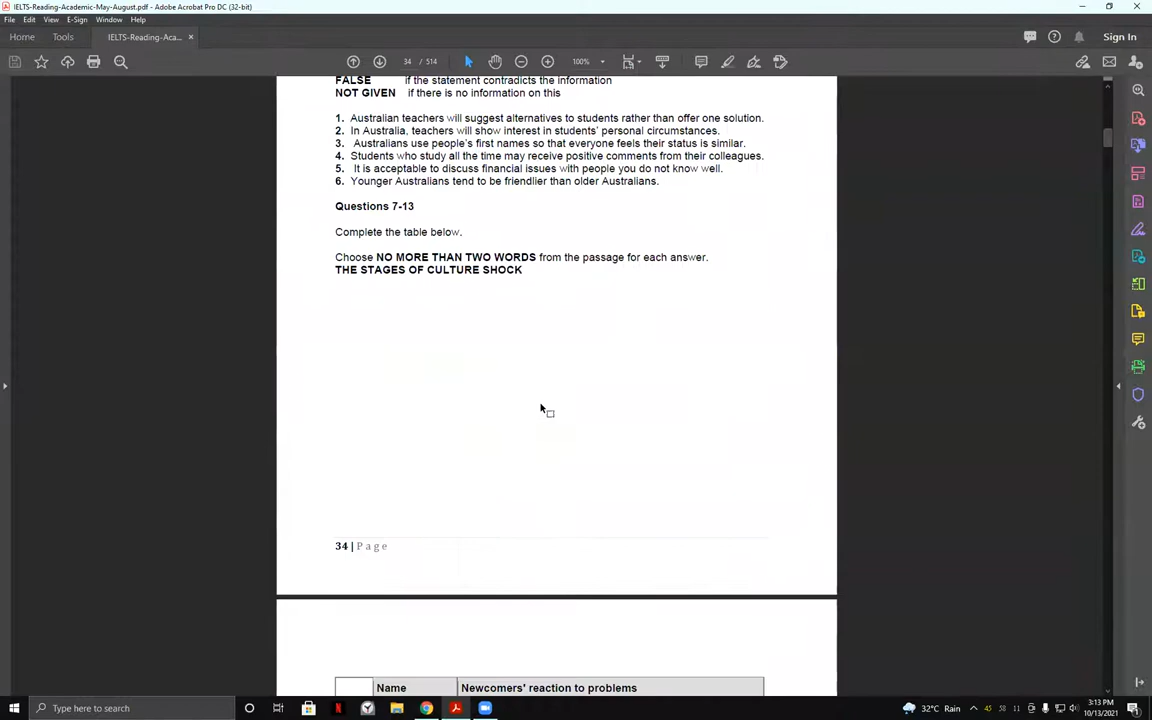 IELTS-Reading-Academic-May-August.pdf - Adobe Acrobat Pro DC (32-bit)
File Edit View E-Sign Window Help
Home Tools IELTS-Reading-Aca... × Sign In
34 / 514 100%
FALSE if the statement contradicts the information
NOT GIVEN if there is no information on this
1. Australian teachers will suggest alternatives to students rather than offer one solution.
2. In Australia, teachers will show interest in students' personal circumstances.
3. Australians use people's first names so that everyone feels their status is similar.
4. Students who study all the time may receive positive comments from their colleagues.
5. It is acceptable to discuss financial issues with people you do not know well.
6. Younger Australians tend to be friendlier than older Australians.
Questions 7-13
Complete the table below.
Choose NO MORE THAN TWO WORDS from the passage for each answer.
THE STAGES OF CULTURE SHOCK
34 | Page
Name Newcomers' reaction to problems
Type here to search 32°C Rain 45 58 11 3:13 PM
10/13/2021